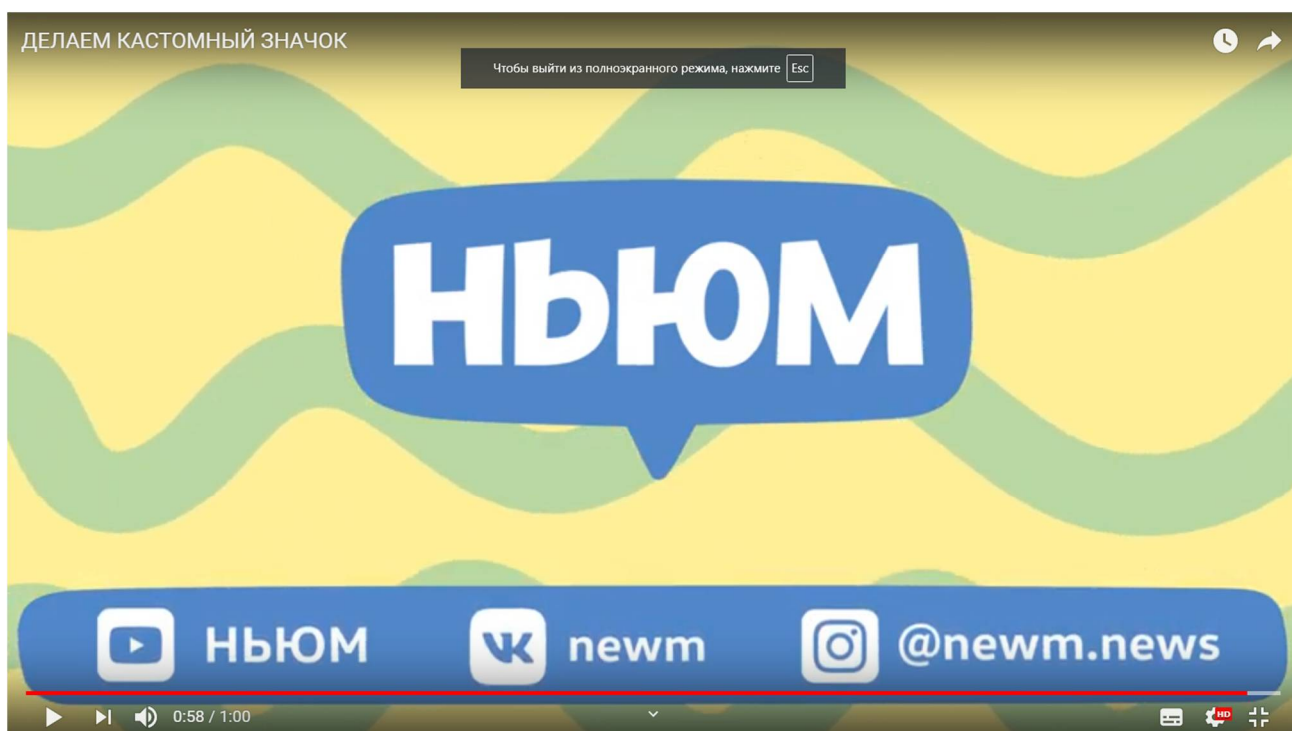 ДЕЛАЕМ КАСТОМНЫЙ ЗНАЧОК
Чтобы выйти из полноэкранного режима, нажмите Esc
НЬЮМ
НЬЮМ newm @newm.news
0:58 / 1:00 HD